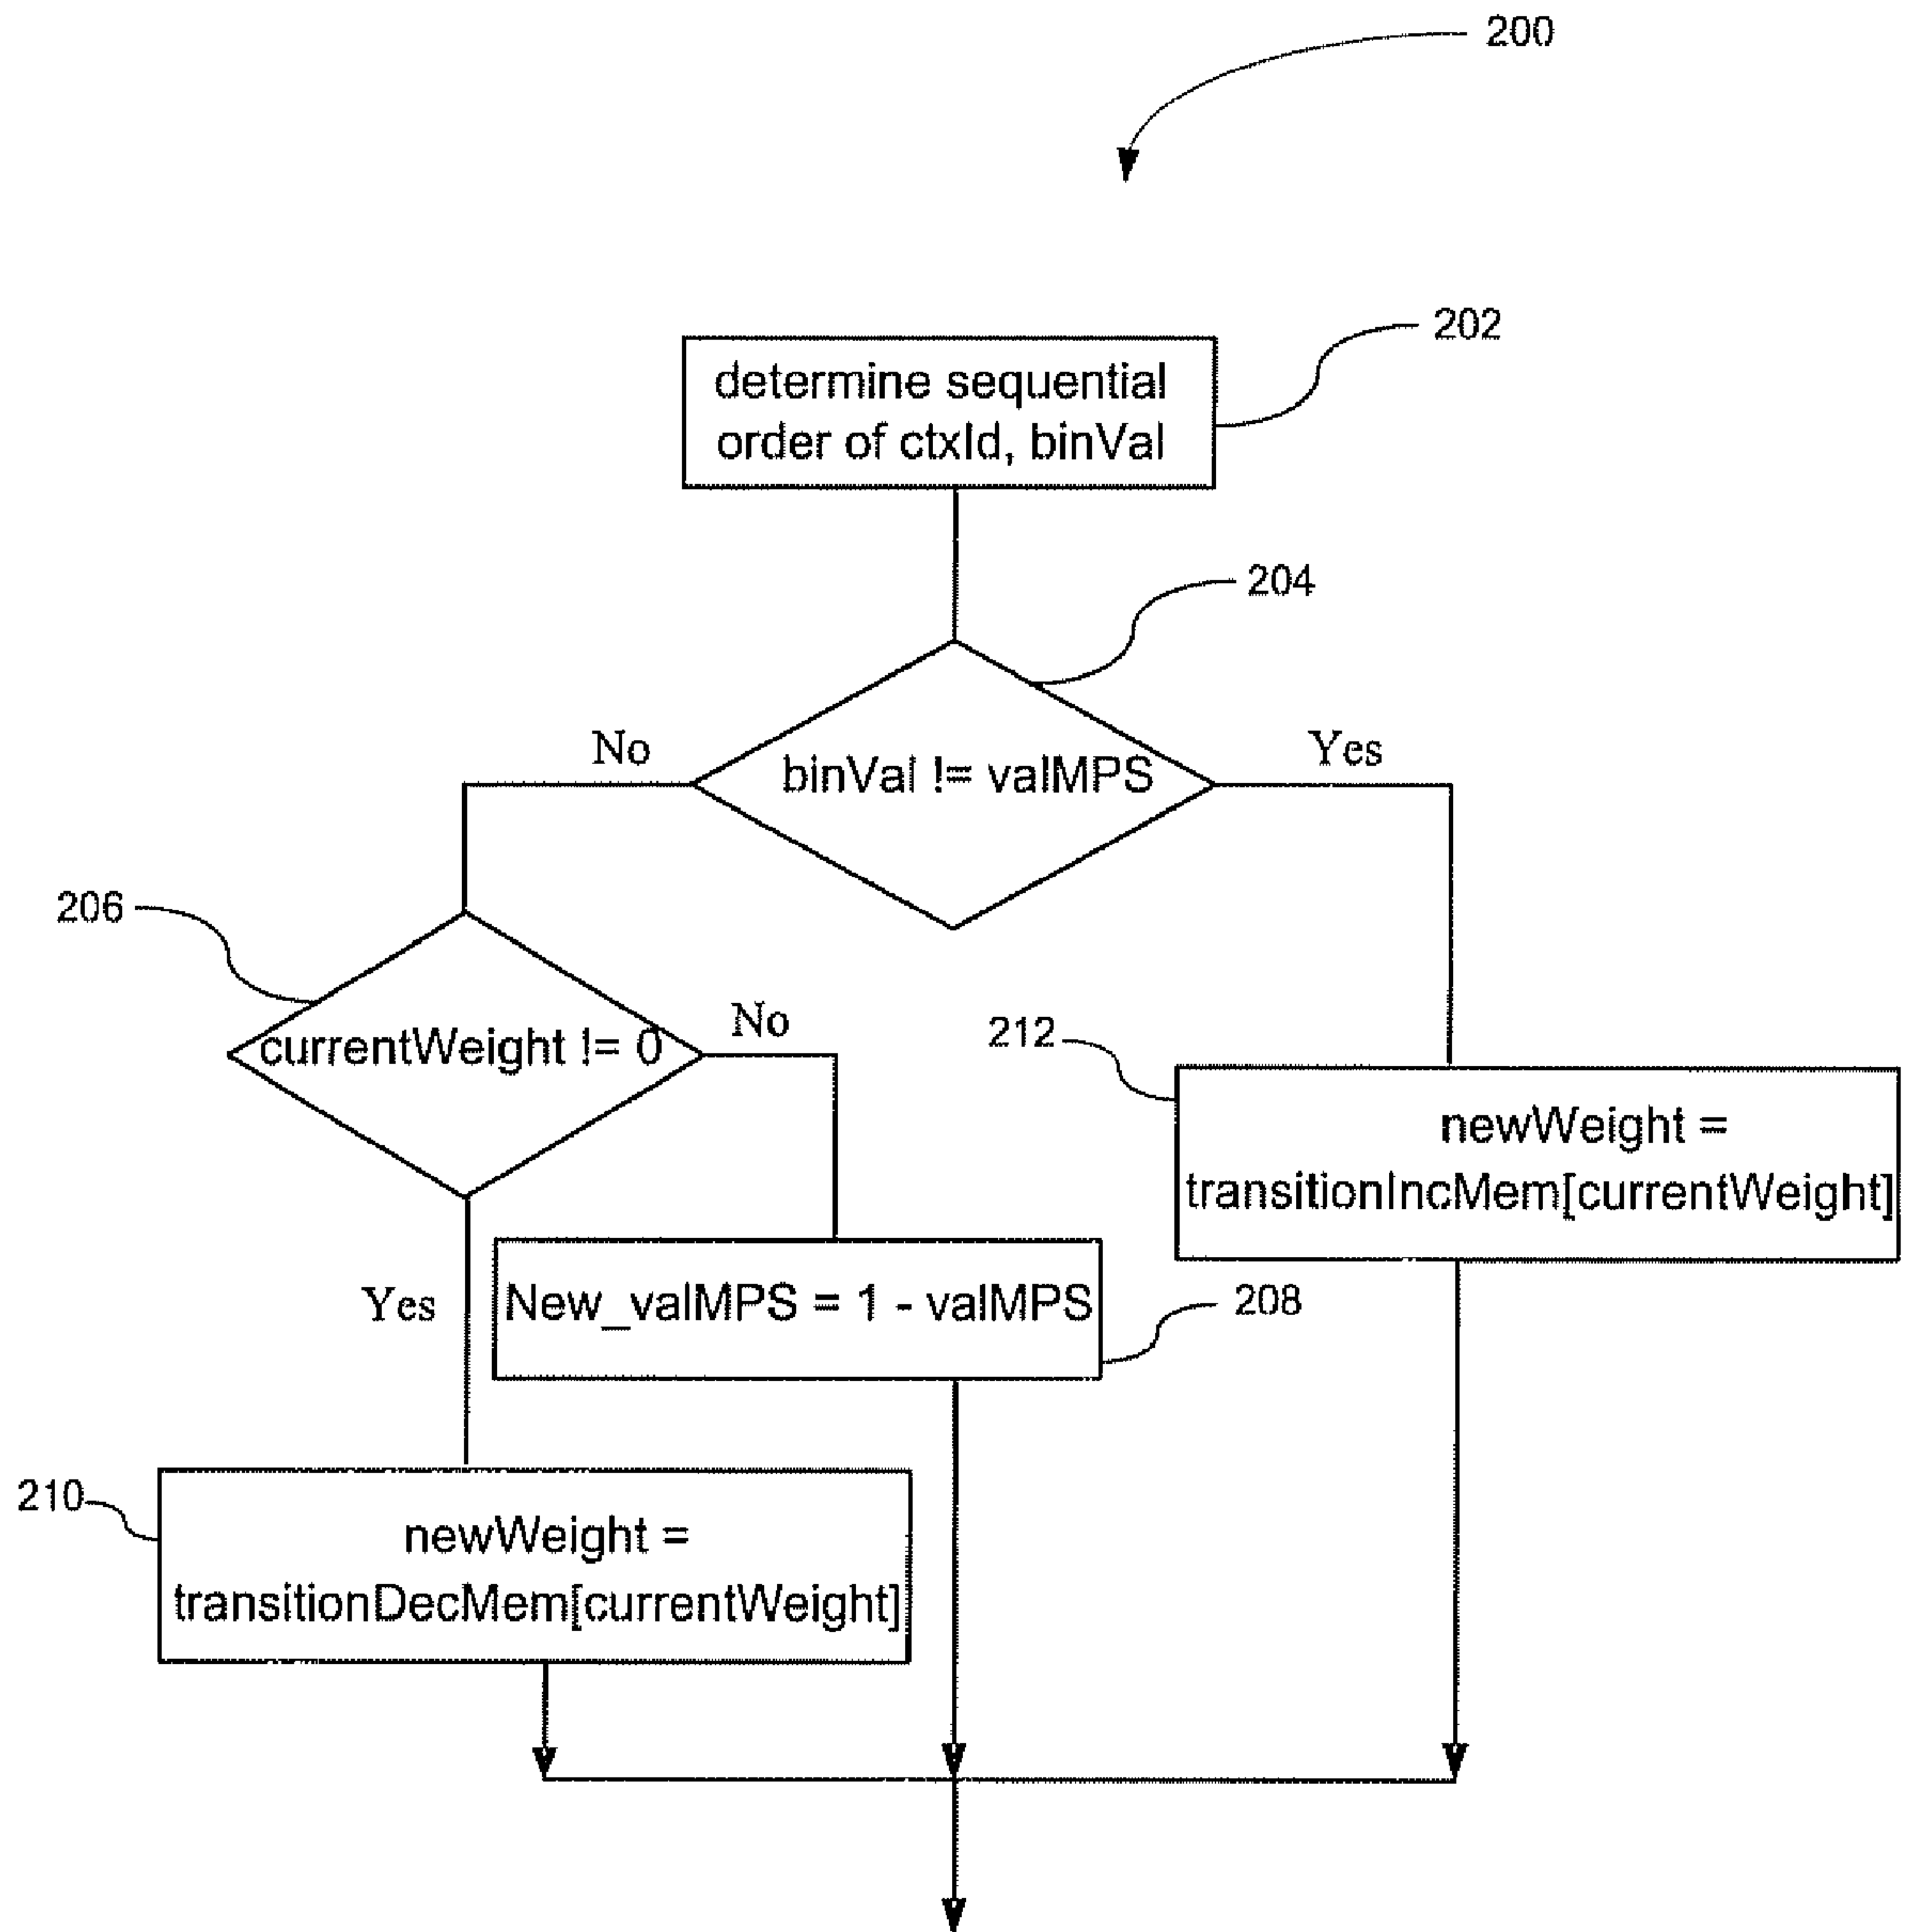 200
202
determine sequential
order of ctxId, binVal
204
No
binVal != valMPS
Yes
206
currentWeight != 0
No
212
newWeight =
transitionIncMem[currentWeight]
Yes
New_valMPS = 1 - valMPS
208
210
newWeight =
transitionDecMem[currentWeight]